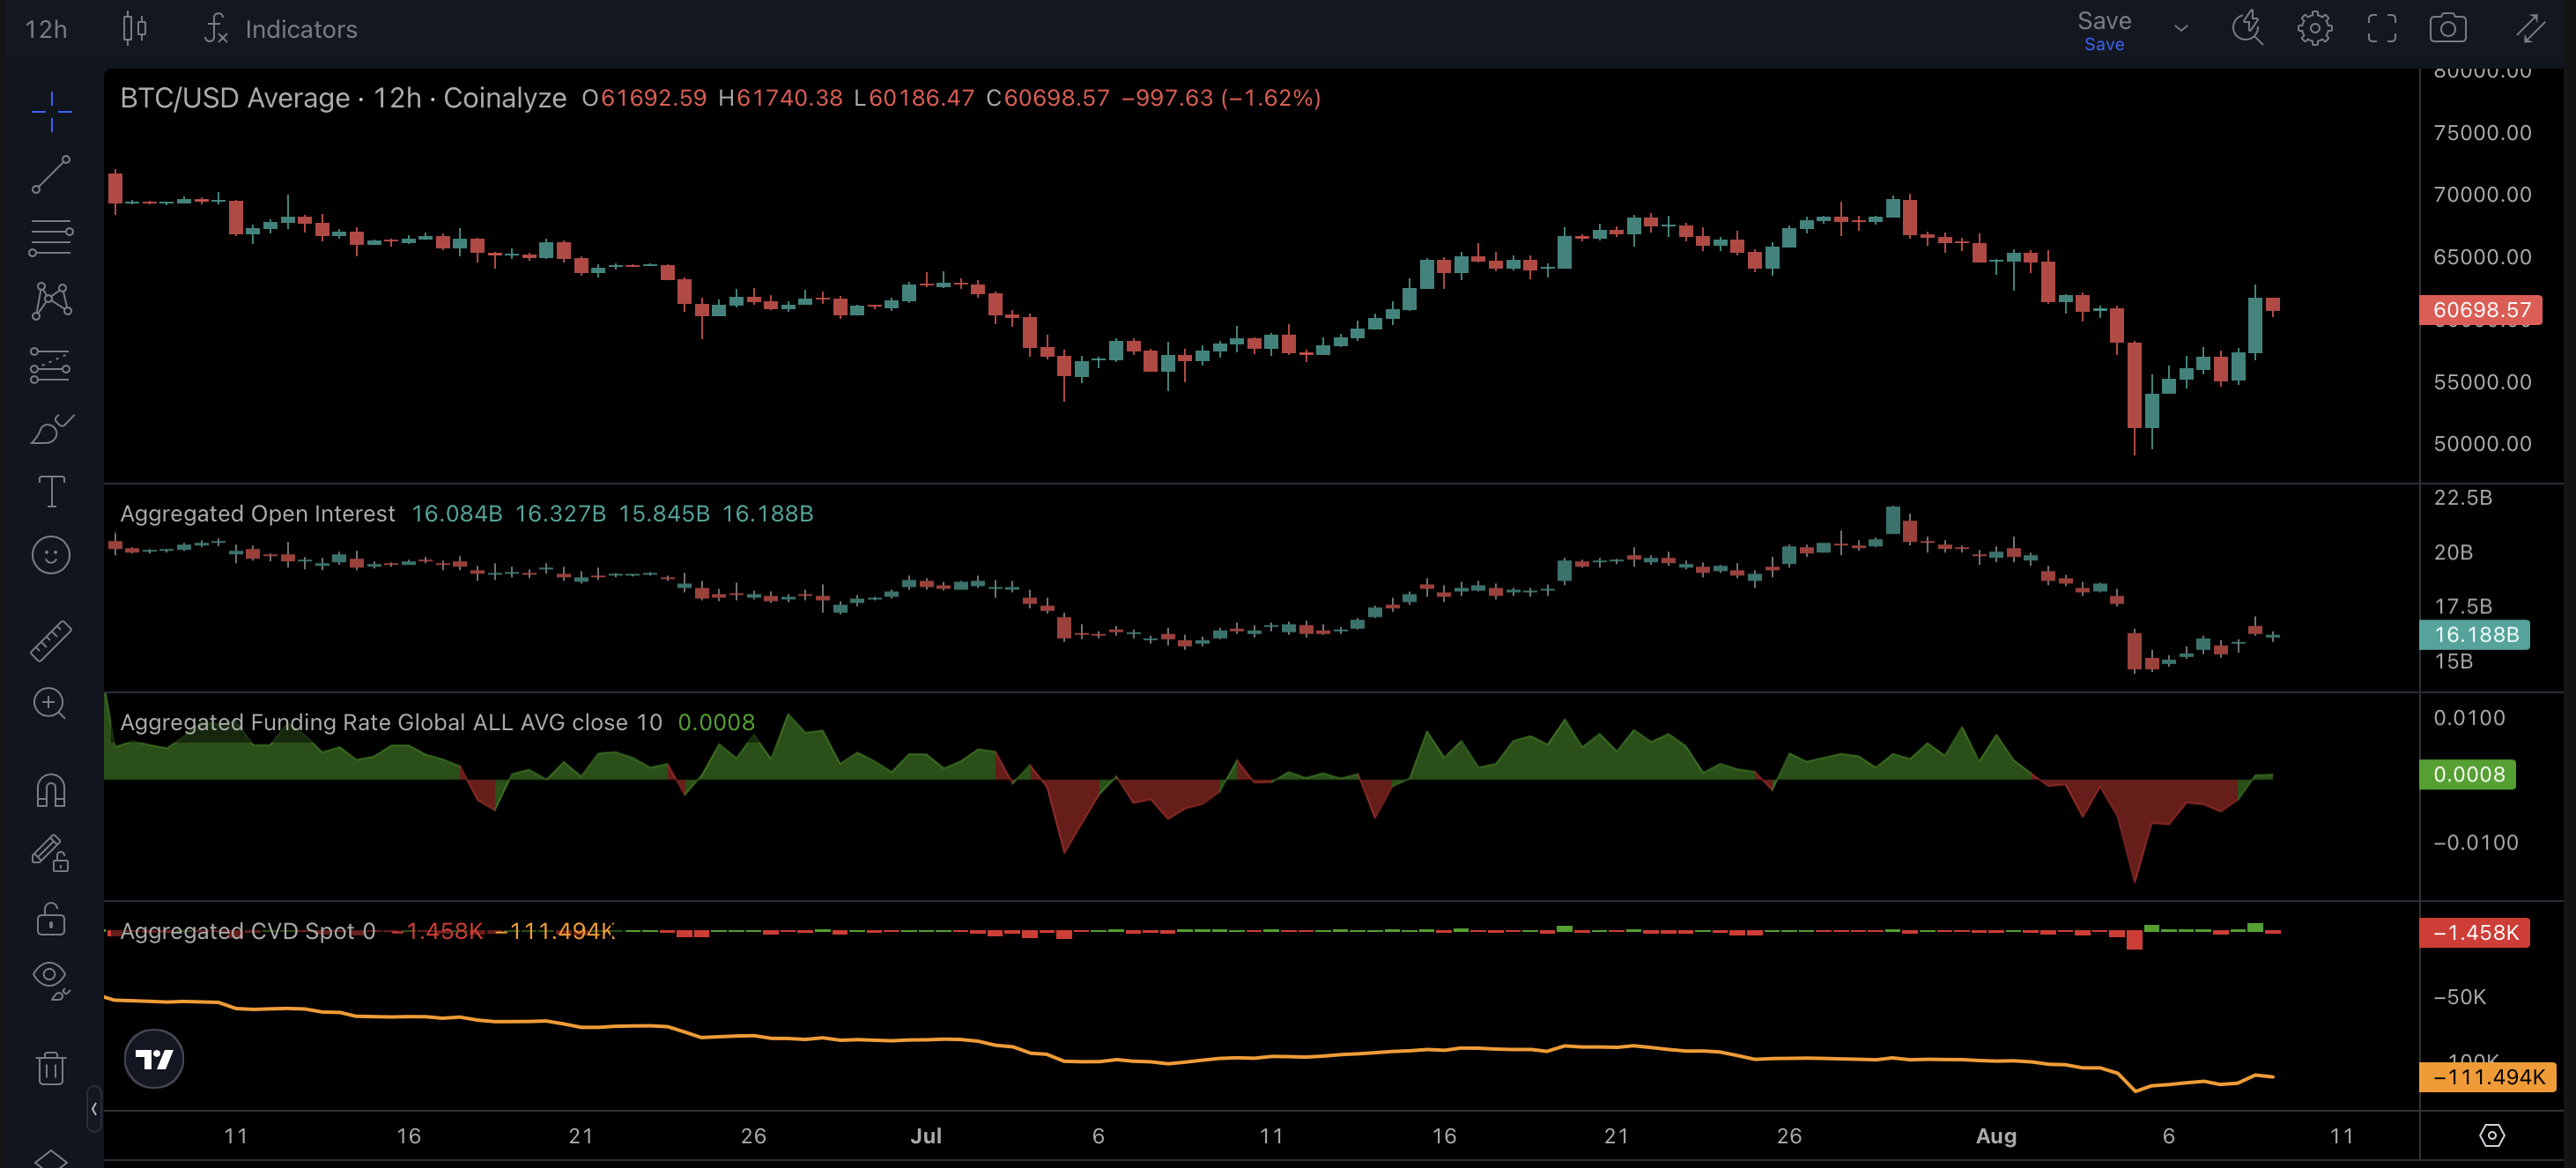 12h Indicators Save
Save
BTC/USD Average · 12h · Coinalyze O61692.59 H61740.38 L60186.47 C60698.57 −997.63 (−1.62%)
80000.00
75000.00
70000.00
65000.00
60698.57
55000.00
50000.00
Aggregated Open Interest 16.084B 16.327B 15.845B 16.188B
22.5B
20B
17.5B
16.188B
15B
Aggregated Funding Rate Global ALL AVG close 10 0.0008
0.0100
0.0008
−0.0100
Aggregated CVD Spot 0 −1.458K −111.494K
−1.458K
−50K
−111.494K
11 16 21 26 Jul 6 11 16 21 26 Aug 6 11